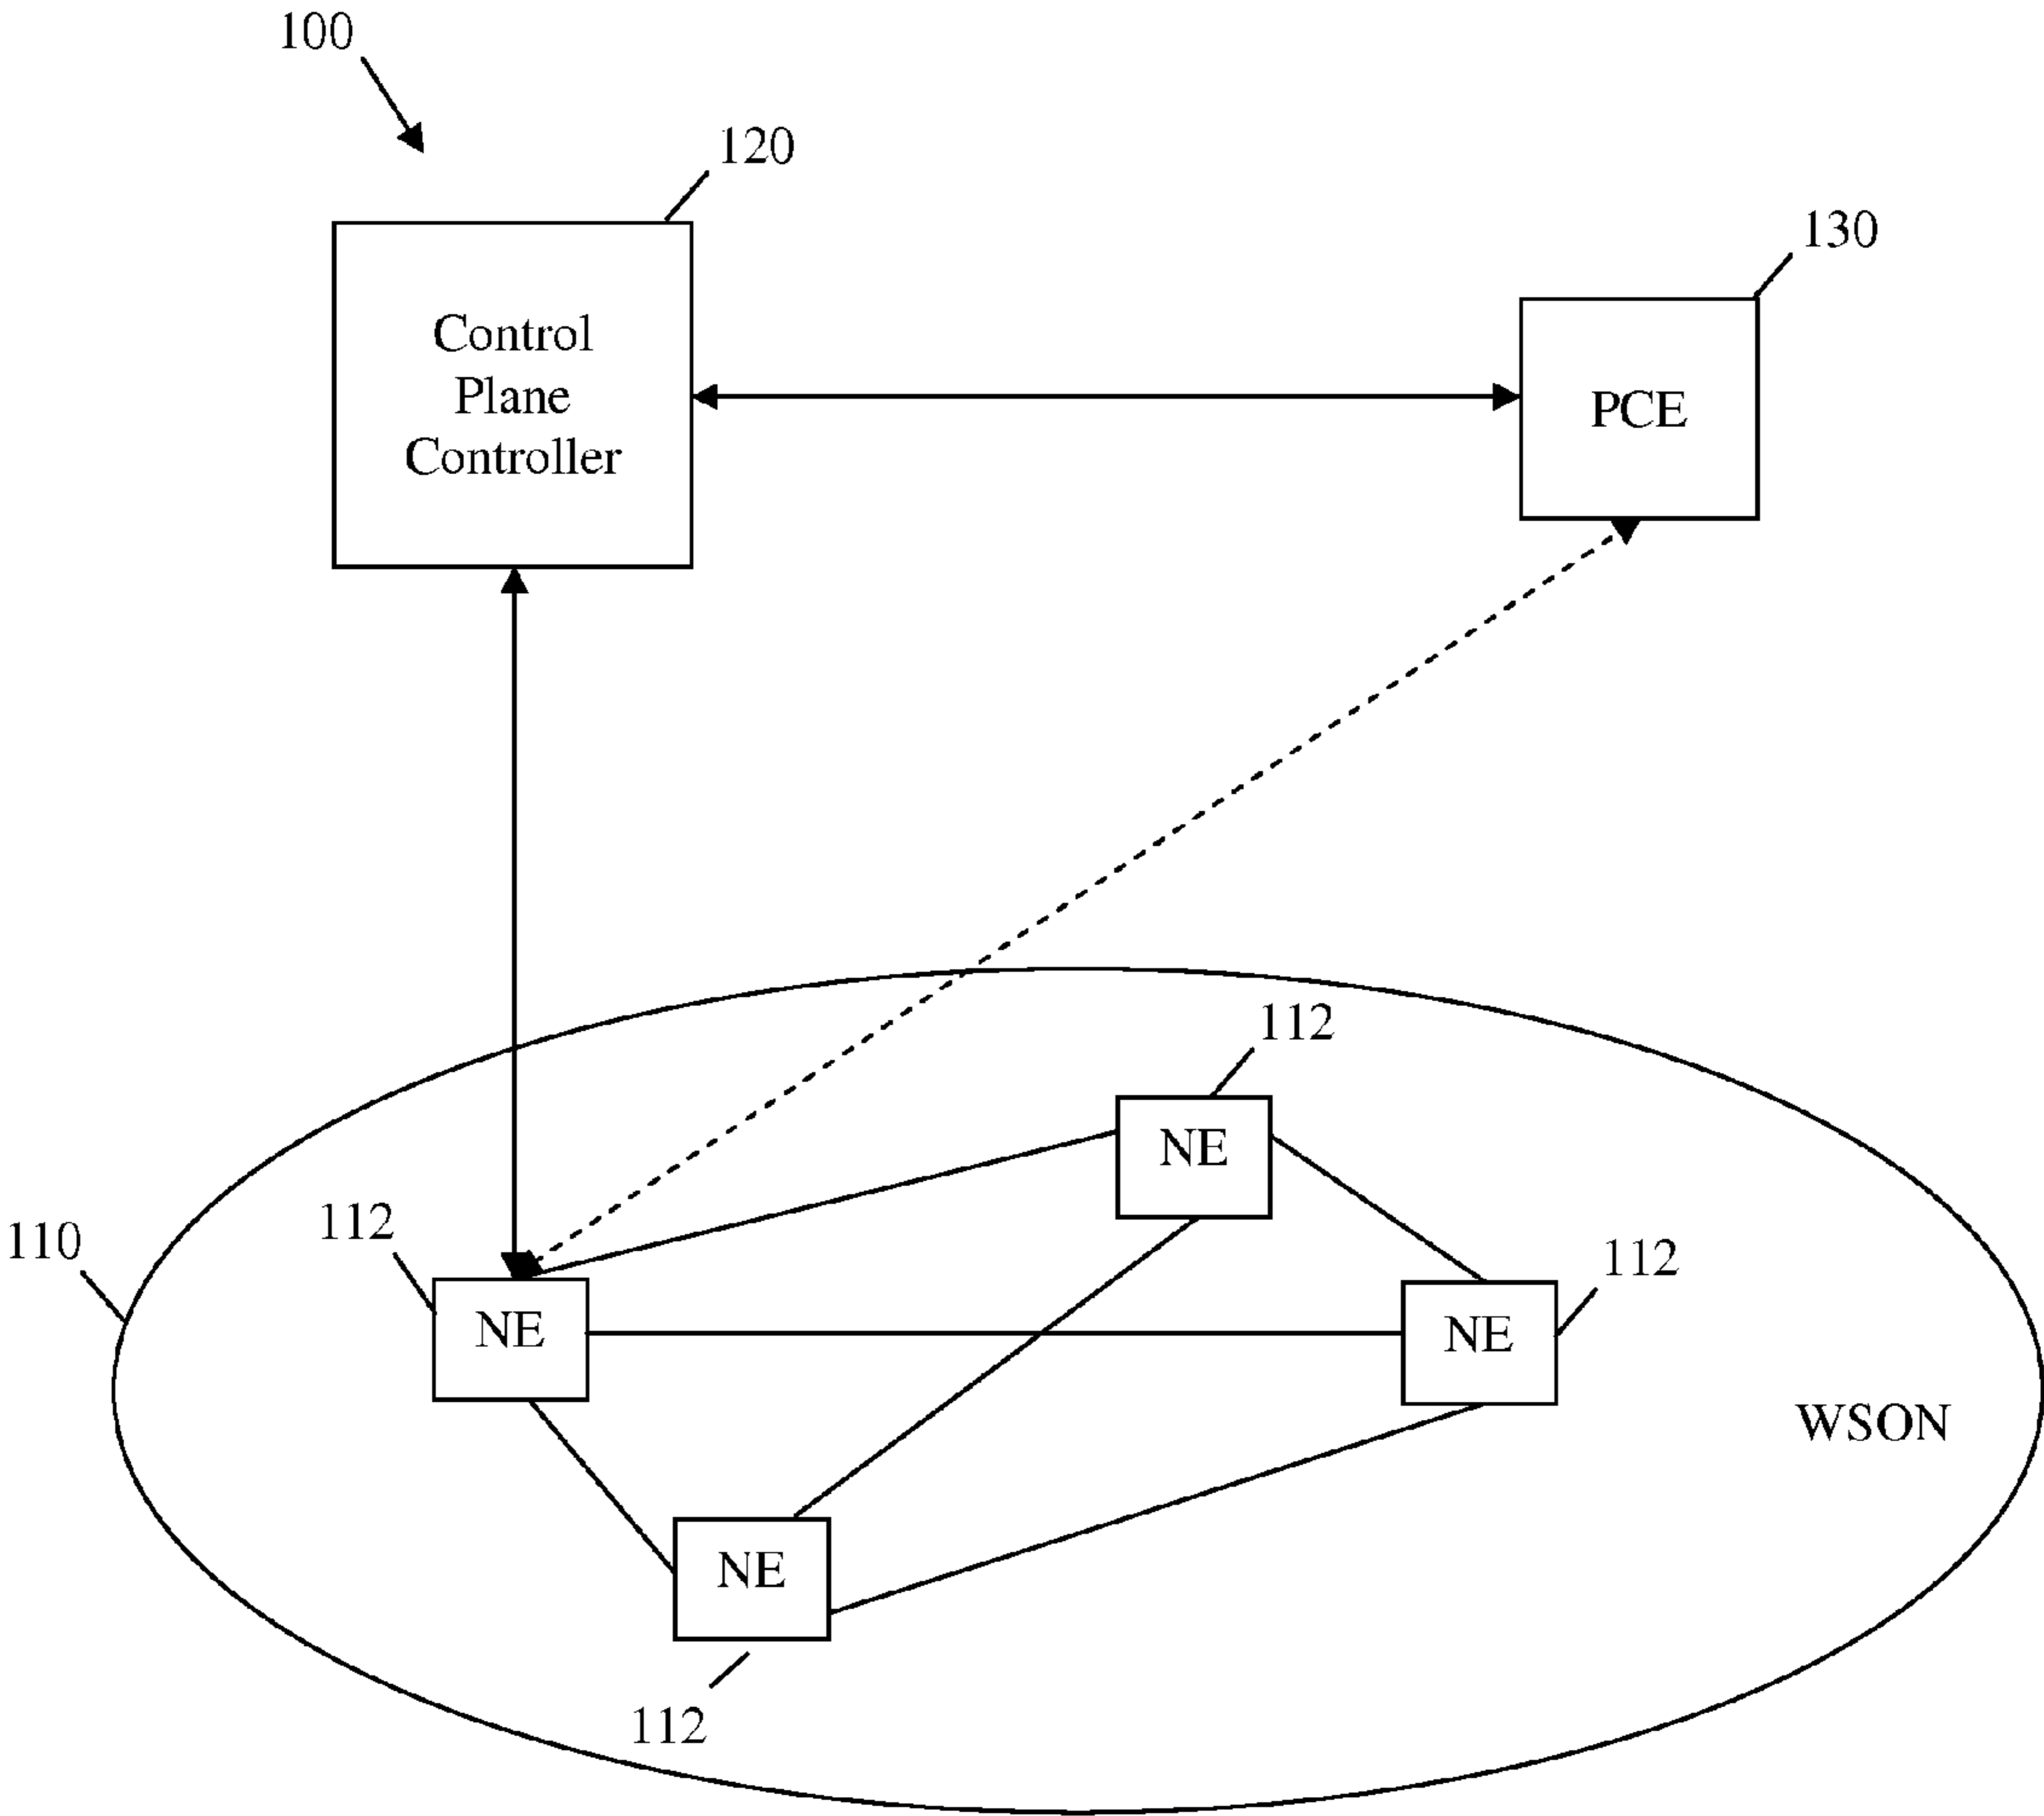 100
120
130
Control
Plane
Controller
PCE
112
NE
112
110
NE
112
NE
WSON
NE
112